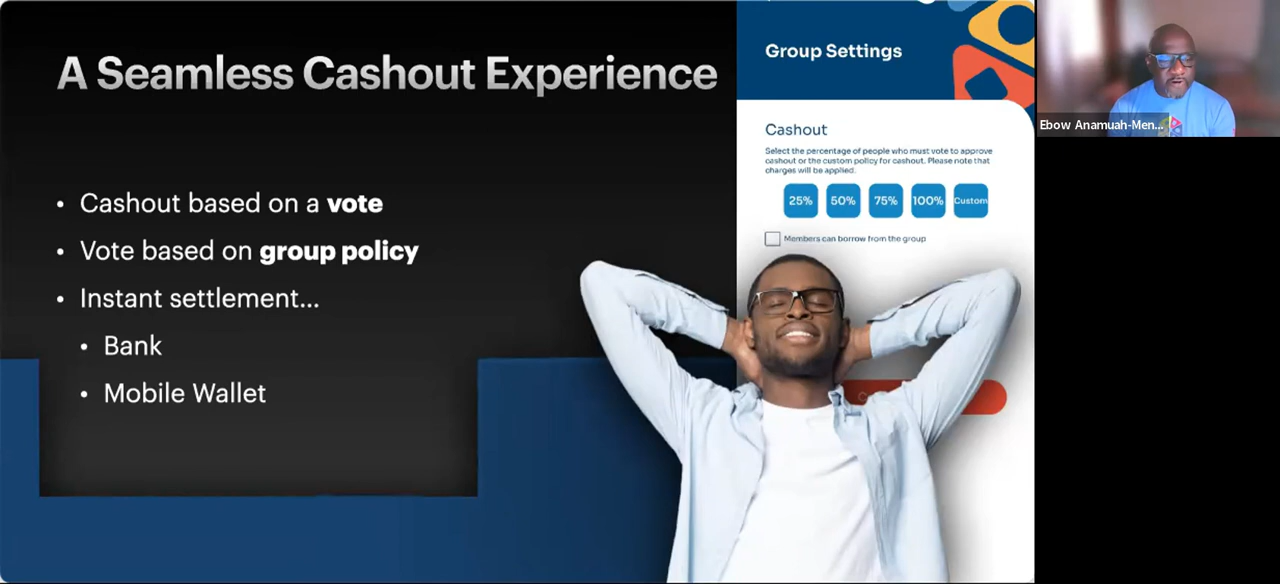 A Seamless Cashout Experience
• Cashout based on a vote
• Vote based on group policy
• Instant settlement...
• Bank
• Mobile Wallet
Group Settings
Cashout
Select the percentage of people who must vote to approve
cashout or the custom policy for cashout. Please note that
charges will be applied.
25% 50% 75% 100% Custom
Members can borrow from the group
Ebow Anamuah-Men...